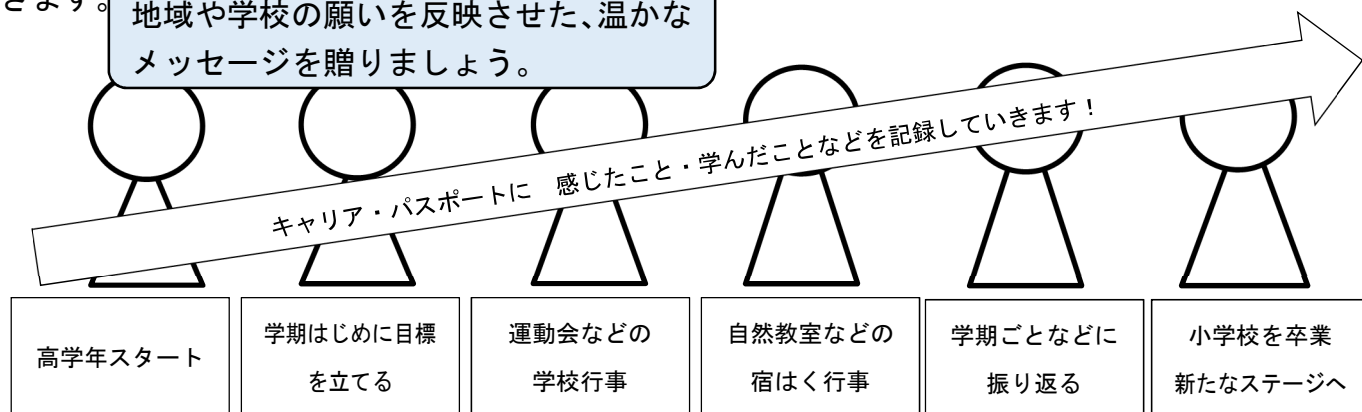 きます。
地域や学校の願いを反映させた、温かな
メッセージを贈りましょう。
キャリア・パスポートに 感じたこと・学んだことなどを記録していきます！
高学年スタート
学期はじめに目標
を立てる
運動会などの
学校行事
自然教室などの
宿はく行事
学期ごとなどに
振り返る
小学校を卒業
新たなステージへ